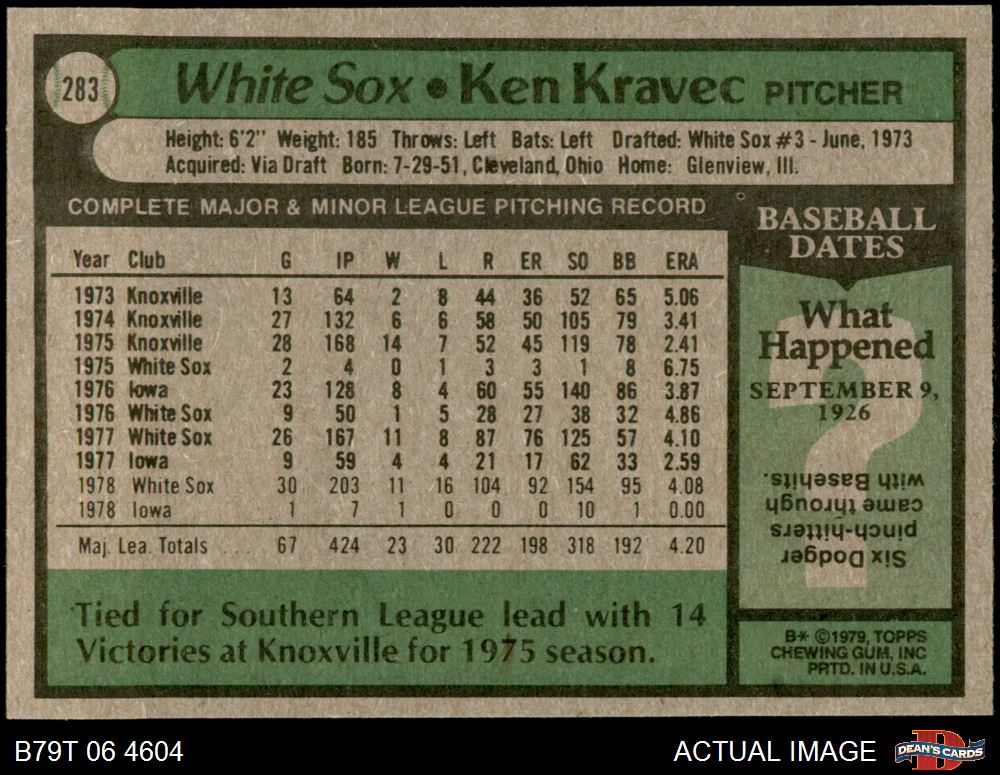 283
White Sox • Ken Kravec PITCHER
Height: 6'2" Weight: 185 Throws: Left Bats: Left Drafted: White Sox #3 - June, 1973
Acquired: Via Draft Born: 7-29-51, Cleveland, Ohio Home: Glenview, Ill.
COMPLETE MAJOR & MINOR LEAGUE PITCHING RECORD
Year Club G IP W L R ER SO BB ERA
1973 Knoxville 13 64 2 8 44 36 52 65 5.06
1974 Knoxville 27 132 6 6 58 50 105 79 3.41
1975 Knoxville 28 168 14 7 52 45 119 78 2.41
1975 White Sox 2 4 0 1 3 3 1 8 6.75
1976 Iowa 23 128 8 4 60 55 140 86 3.87
1976 White Sox 9 50 1 5 28 27 38 32 4.86
1977 White Sox 26 167 11 8 87 76 125 57 4.10
1977 Iowa 9 59 4 4 21 17 62 33 2.59
1978 White Sox 30 203 11 16 104 92 154 95 4.08
1978 Iowa 1 7 1 0 0 0 10 1 0.00
Maj. Lea. Totals . . . 67 424 23 30 222 198 318 192 4.20
Tied for Southern League lead with 14
Victories at Knoxville for 1975 season.
BASEBALL
DATES
What
Happened
SEPTEMBER 9,
1926
?
Six Dodger
pinch-hitters
came through
with Basehits.
B* ©1979, TOPPS
CHEWING GUM, INC
PRTD. IN U.S.A.
B79T 06 4604
ACTUAL IMAGE
D
DEAN'S CARDS